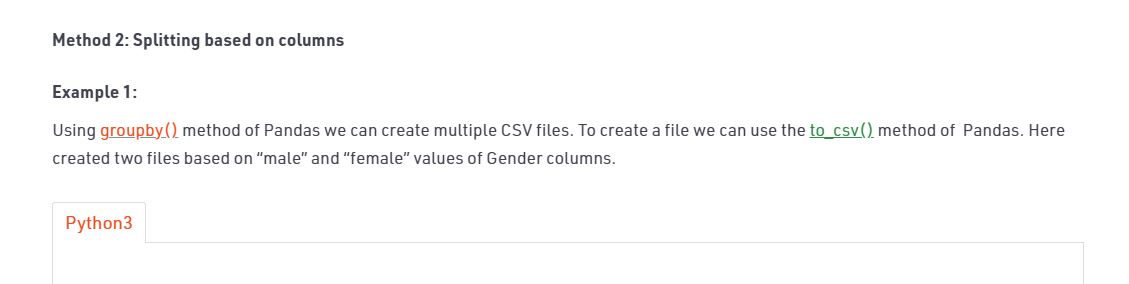 Method 2: Splitting based on columns
Example 1:
Using groupby() method of Pandas we can create multiple CSV files. To create a file we can use the to_csv() method of  Pandas. Here
created two files based on “male” and “female” values of Gender columns.
Python3